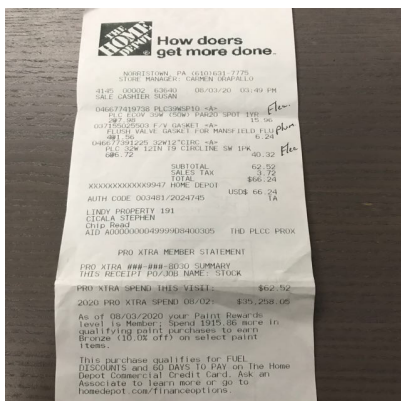 THE HOME DEPOT
How doers
get more done.
NORRISTOWN, PA (610)631-7775
STORE MANAGER: CARMEN DRAPALLO
4145 00002 63640 08/03/20 03:49 PM
SALE CASHIER SUSAN
046677419738 PLC39W5P10 <A> Elec.
PLC ECOV 39W (50W) PAR20 SPOT 1YR
2@7.98 15.96
037155025503 F/V GASKET <A> Plum
FLUSH VALVE GASKET FOR MANSFIELD FLU
4@1.56 6.24
046677391225 32W12"CIRC <A> Elec
PLC 32W 12IN T9 CIRCLINE SW 1PK
6@6.72 40.32
SUBTOTAL 62.52
SALES TAX 3.72
TOTAL $66.24
XXXXXXXXXXXX9947 HOME DEPOT
USD$ 66.24
AUTH CODE 003481/2024745 TA
LINDY PROPERTY 191
CICALA STEPHEN
Chip Read
AID A0000000049999D8400305 THD PLCC PROX
PRO XTRA MEMBER STATEMENT
PRO XTRA ###-###-8030 SUMMARY
THIS RECEIPT PO/JOB NAME: STOCK
PRO XTRA SPEND THIS VISIT: $62.52
2020 PRO XTRA SPEND 08/02: $35,258.05
As of 08/03/2020 your Paint Rewards
level is Member; Spend 1915.86 more in
qualifying paint purchases to earn
Bronze (10.0% off) on select paint
items.
This purchase qualifies for FUEL
DISCOUNTS and 60 DAYS TO PAY on The Home
Depot Commercial Credit Card. Ask an
Associate to learn more or go to
homedepot.com/financeoptions